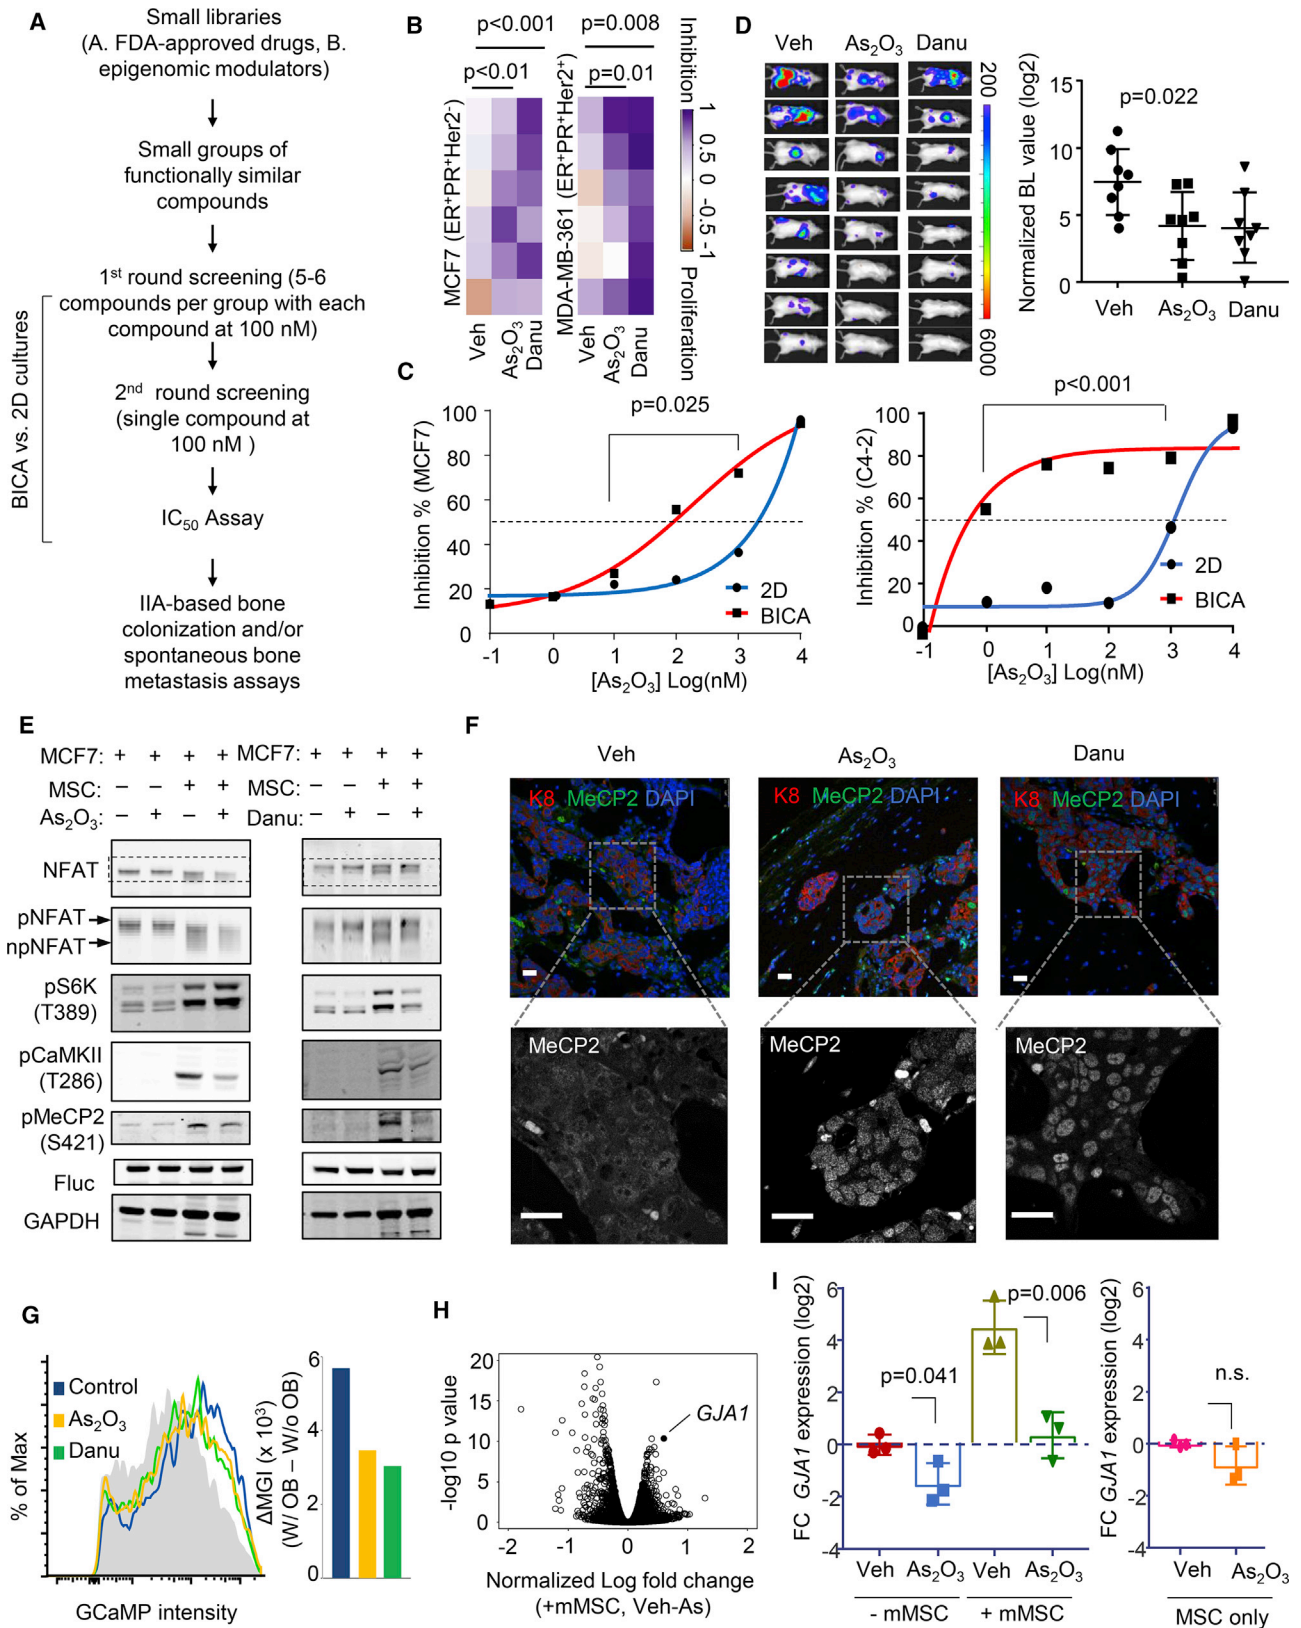 A
Small libraries
(A. FDA-approved drugs, B.
epigenomic modulators)
Small groups of
functionally similar
compounds
1st round screening (5-6
compounds per group with each
compound at 100 nM)
2nd round screening
(single compound at
100 nM )
IC50 Assay
IIA-based bone
colonization and/or
spontaneous bone
metastasis assays
BICA vs. 2D cultures
B
p<0.001
p<0.01
p=0.008
p=0.01
MCF7 (ER+PR+Her2-)
MDA-MB-361 (ER+PR+Her2+)
Veh
As2O3
Danu
Veh
As2O3
Danu
Inhibition
1
0.5
0
-0.5
-1
Proliferation
C
p=0.025
Inhibition % (MCF7)
100
80
60
40
20
0
-1 0 1 2 3 4
[As2O3] Log(nM)
2D
BICA
p<0.001
Inhibition % (C4-2)
100
80
60
40
20
0
-1 0 1 2 3 4
[As2O3] Log(nM)
2D
BICA
D
Veh As2O3 Danu
200
6000
Normalized BL value (log2)
15
10
5
0
p=0.022
Veh As2O3 Danu
E
MCF7: + + + +
MSC: – – + +
As2O3: – + – +
MCF7: + + + +
MSC: – – + +
Danu: – + – +
NFAT
pNFAT
npNFAT
pS6K
(T389)
pCaMKII
(T286)
pMeCP2
(S421)
Fluc
GAPDH
F
Veh As2O3 Danu
K8 MeCP2 DAPI
K8 MeCP2 DAPI
K8 MeCP2 DAPI
MeCP2
MeCP2
MeCP2
G
% of Max
Control
As2O3
Danu
GCaMP intensity
ΔMGI (x 10³)
(W/ OB – W/o OB)
6
4
2
0
H
-log10 p value
20
15
10
5
0
GJA1
-2 -1 0 1 2
Normalized Log fold change
(+mMSC, Veh-As)
I
FC GJA1 expression (log2)
6
4
2
0
-2
-4
p=0.041
p=0.006
Veh As2O3 Veh As2O3
- mMSC + mMSC
FC GJA1 expression (log2)
6
4
2
0
-2
-4
n.s.
Veh As2O3
MSC only